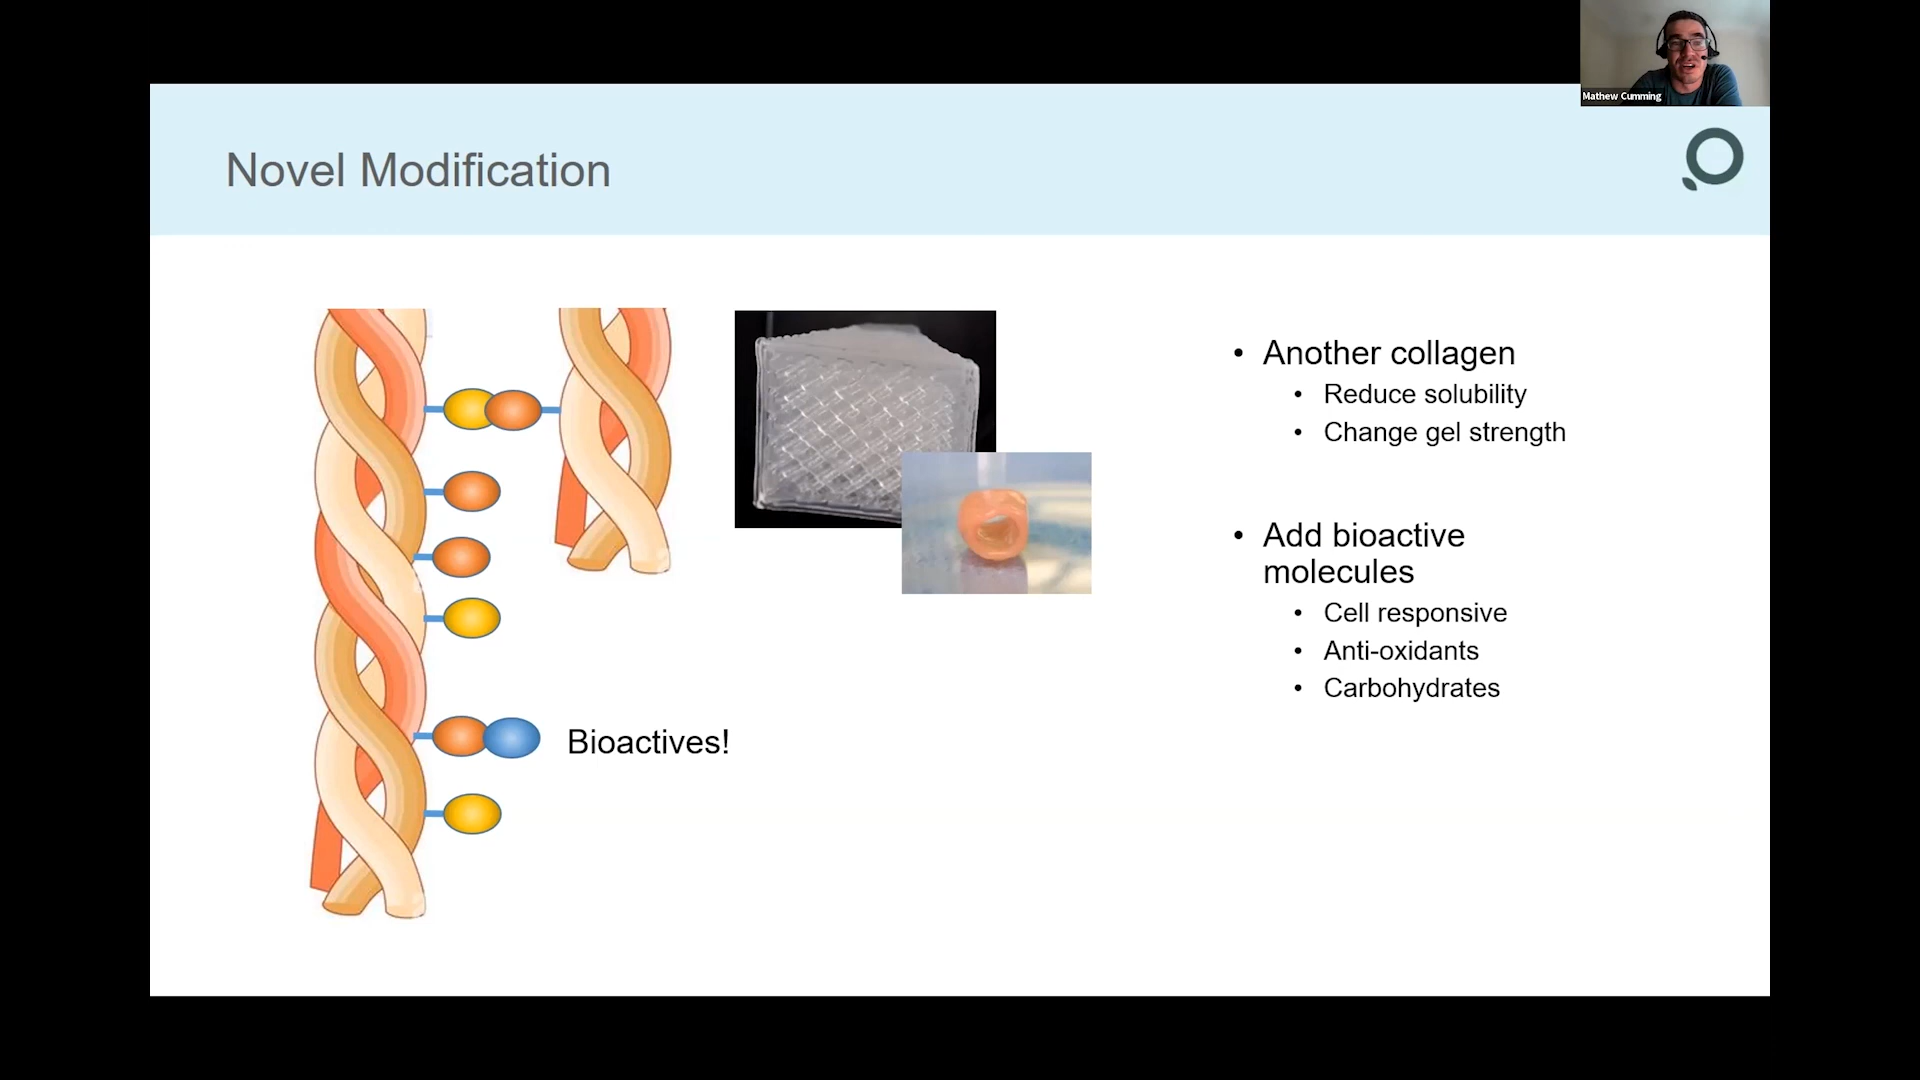 Mathew Cumming
Novel Modification
• Another collagen
• Reduce solubility
• Change gel strength
• Add bioactive
molecules
• Cell responsive
• Anti-oxidants
• Carbohydrates
Bioactives!